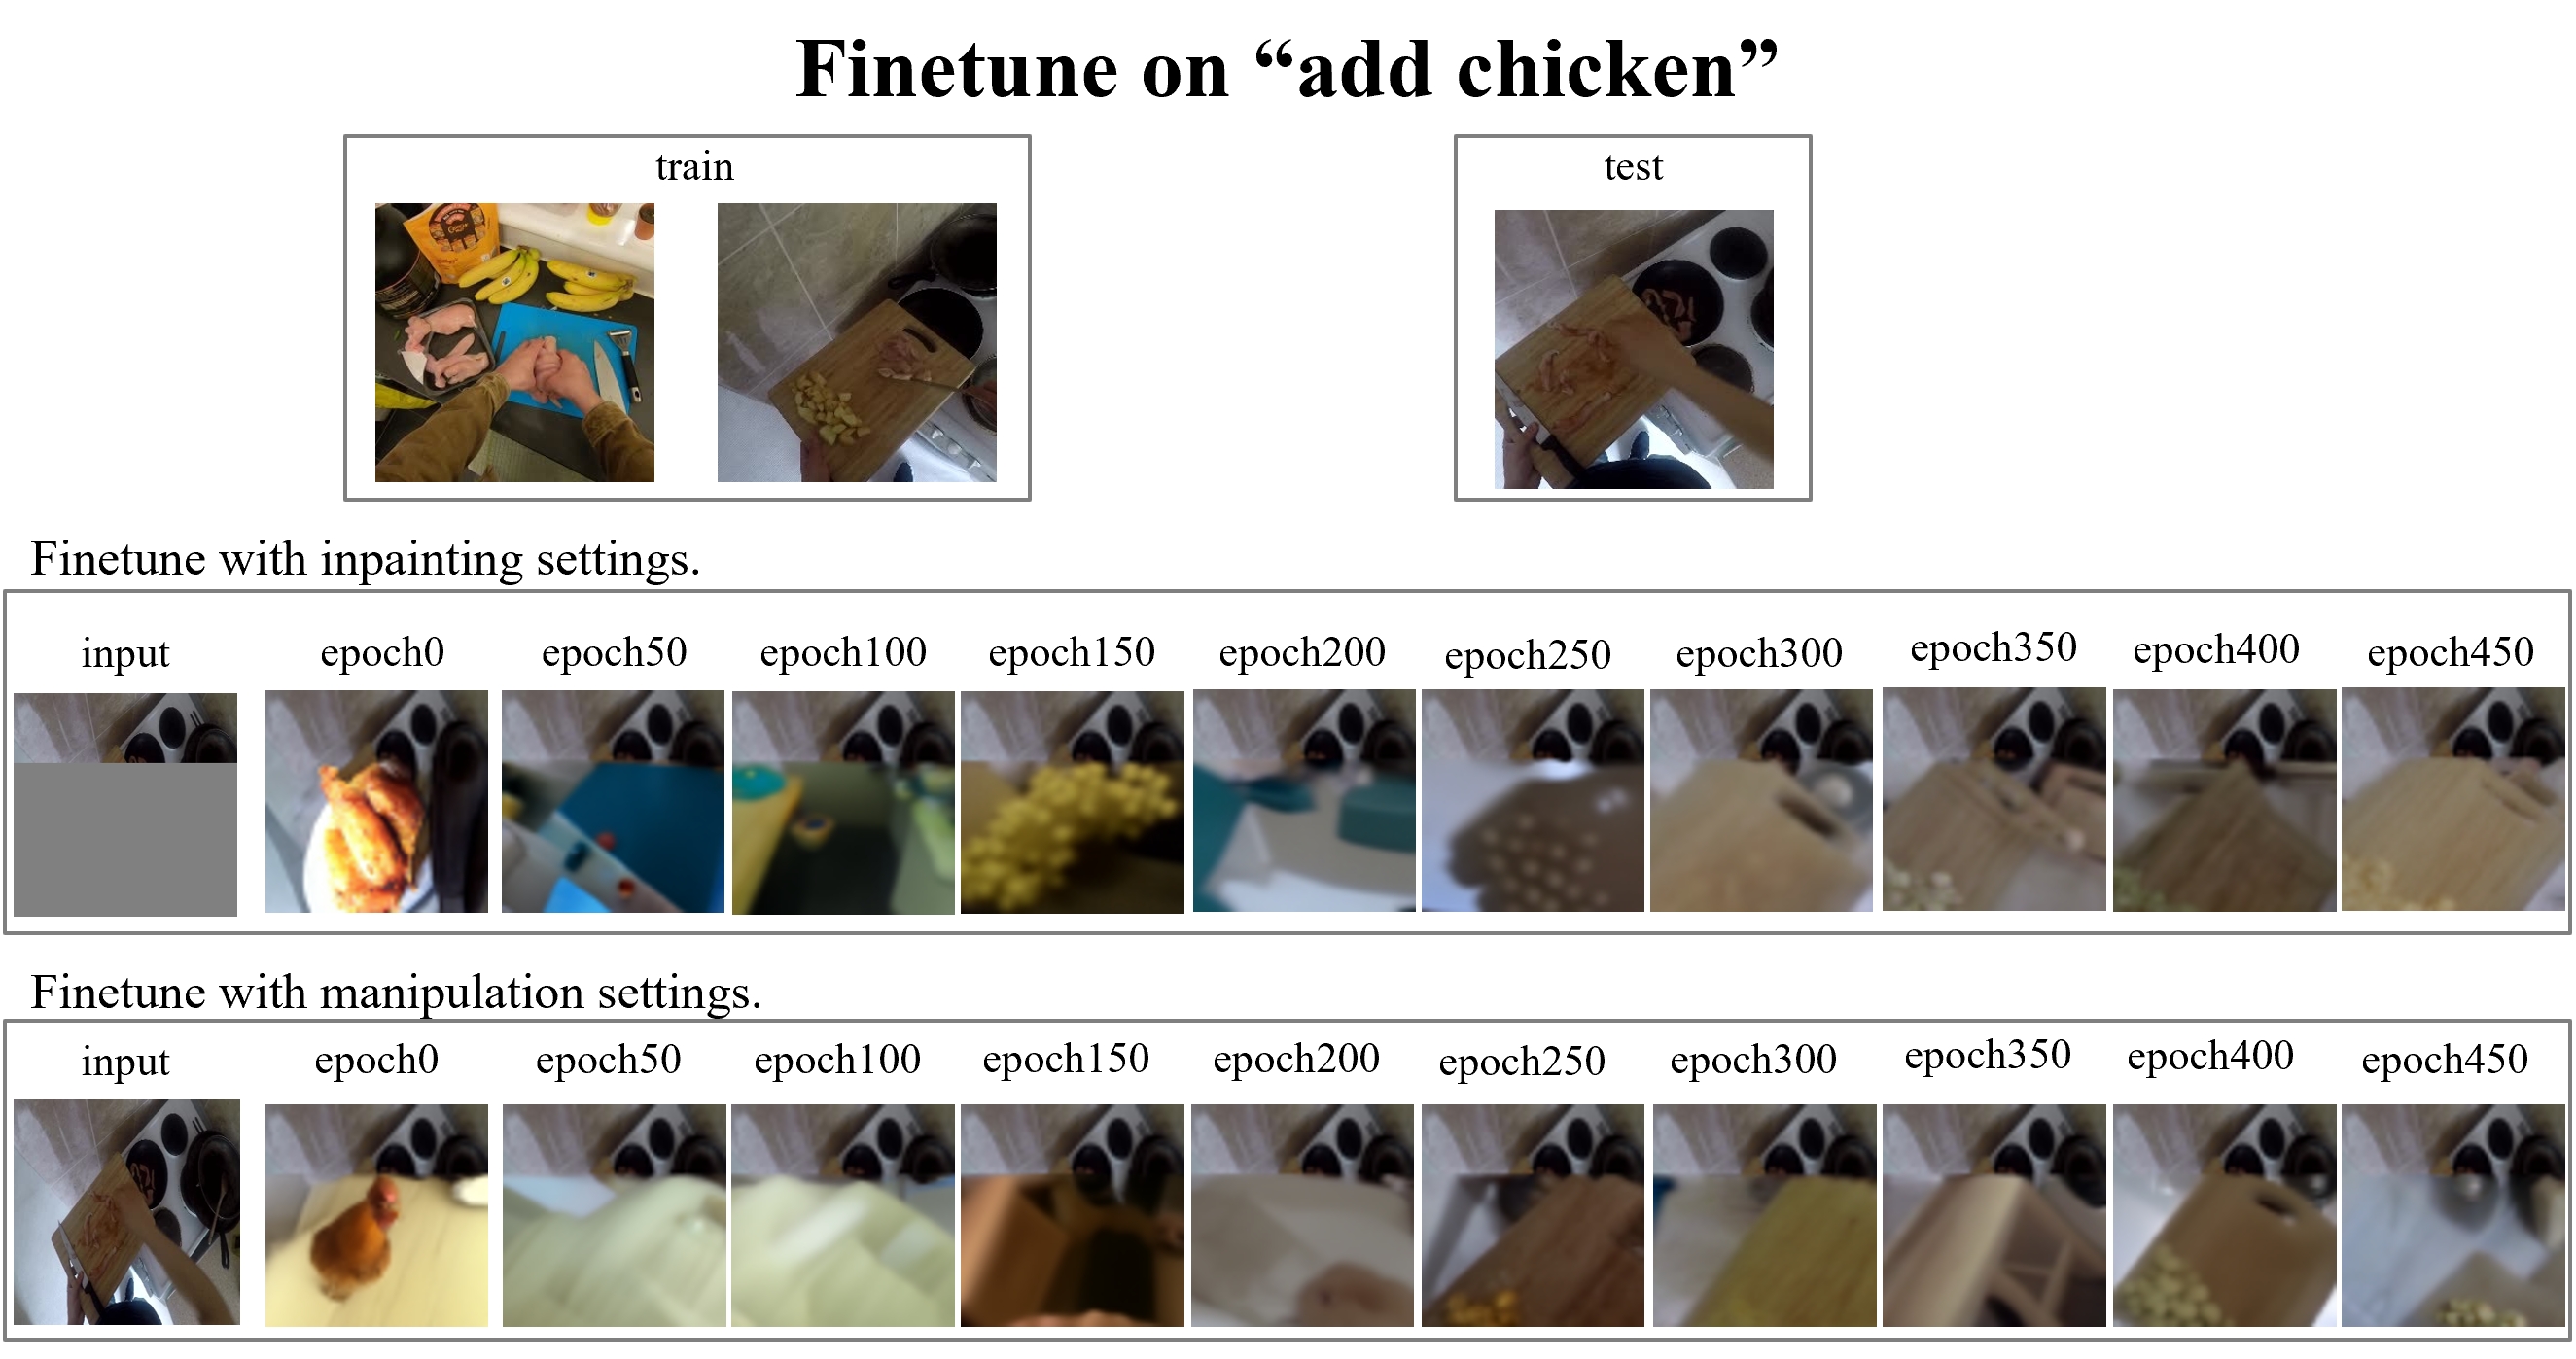 Finetune on “add chicken”
train
test
Finetune with inpainting settings.
input epoch0 epoch50 epoch100 epoch150 epoch200 epoch250 epoch300 epoch350 epoch400 epoch450
Finetune with manipulation settings.
input epoch0 epoch50 epoch100 epoch150 epoch200 epoch250 epoch300 epoch350 epoch400 epoch450